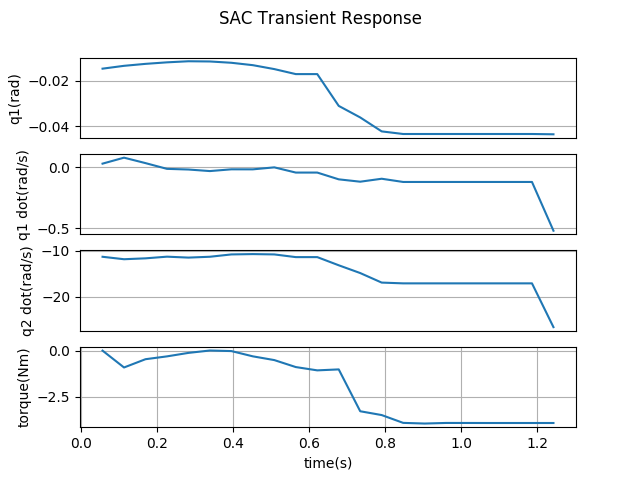 SAC Transient Response
q1(rad)
−0.02
−0.04
q1 dot(rad/s)
0.0
−0.5
q2 dot(rad/s)
−10
−20
torque(Nm)
0.0
−2.5
0.0 0.2 0.4 0.6 0.8 1.0 1.2
time(s)